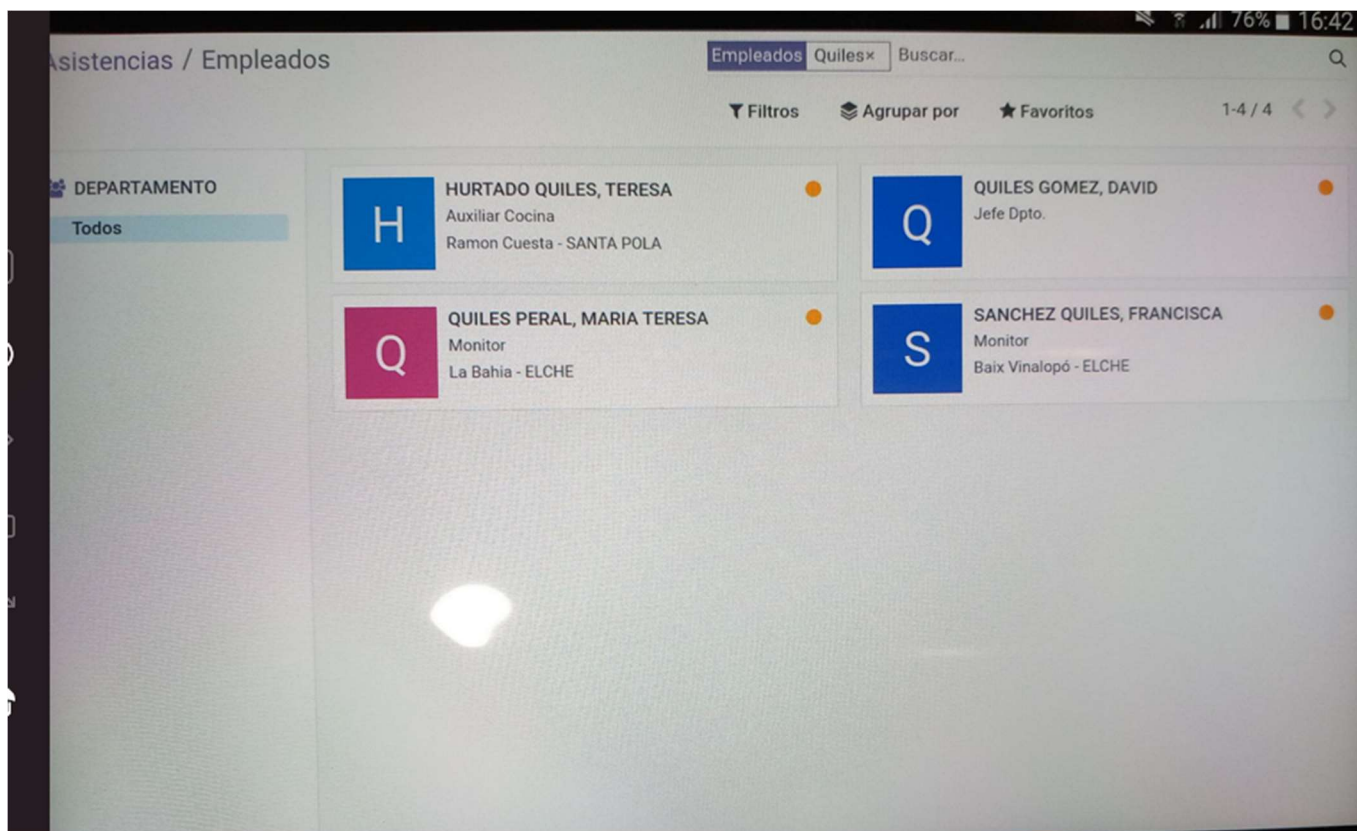 76% 16:42
Asistencias / Empleados
Empleados Quiles× Buscar...
Filtros Agrupar por Favoritos 1-4 / 4
DEPARTAMENTO
Todos
H
HURTADO QUILES, TERESA
Auxiliar Cocina
Ramon Cuesta - SANTA POLA
Q
QUILES GOMEZ, DAVID
Jefe Dpto.
Q
QUILES PERAL, MARIA TERESA
Monitor
La Bahia - ELCHE
S
SANCHEZ QUILES, FRANCISCA
Monitor
Baix Vinalopó - ELCHE